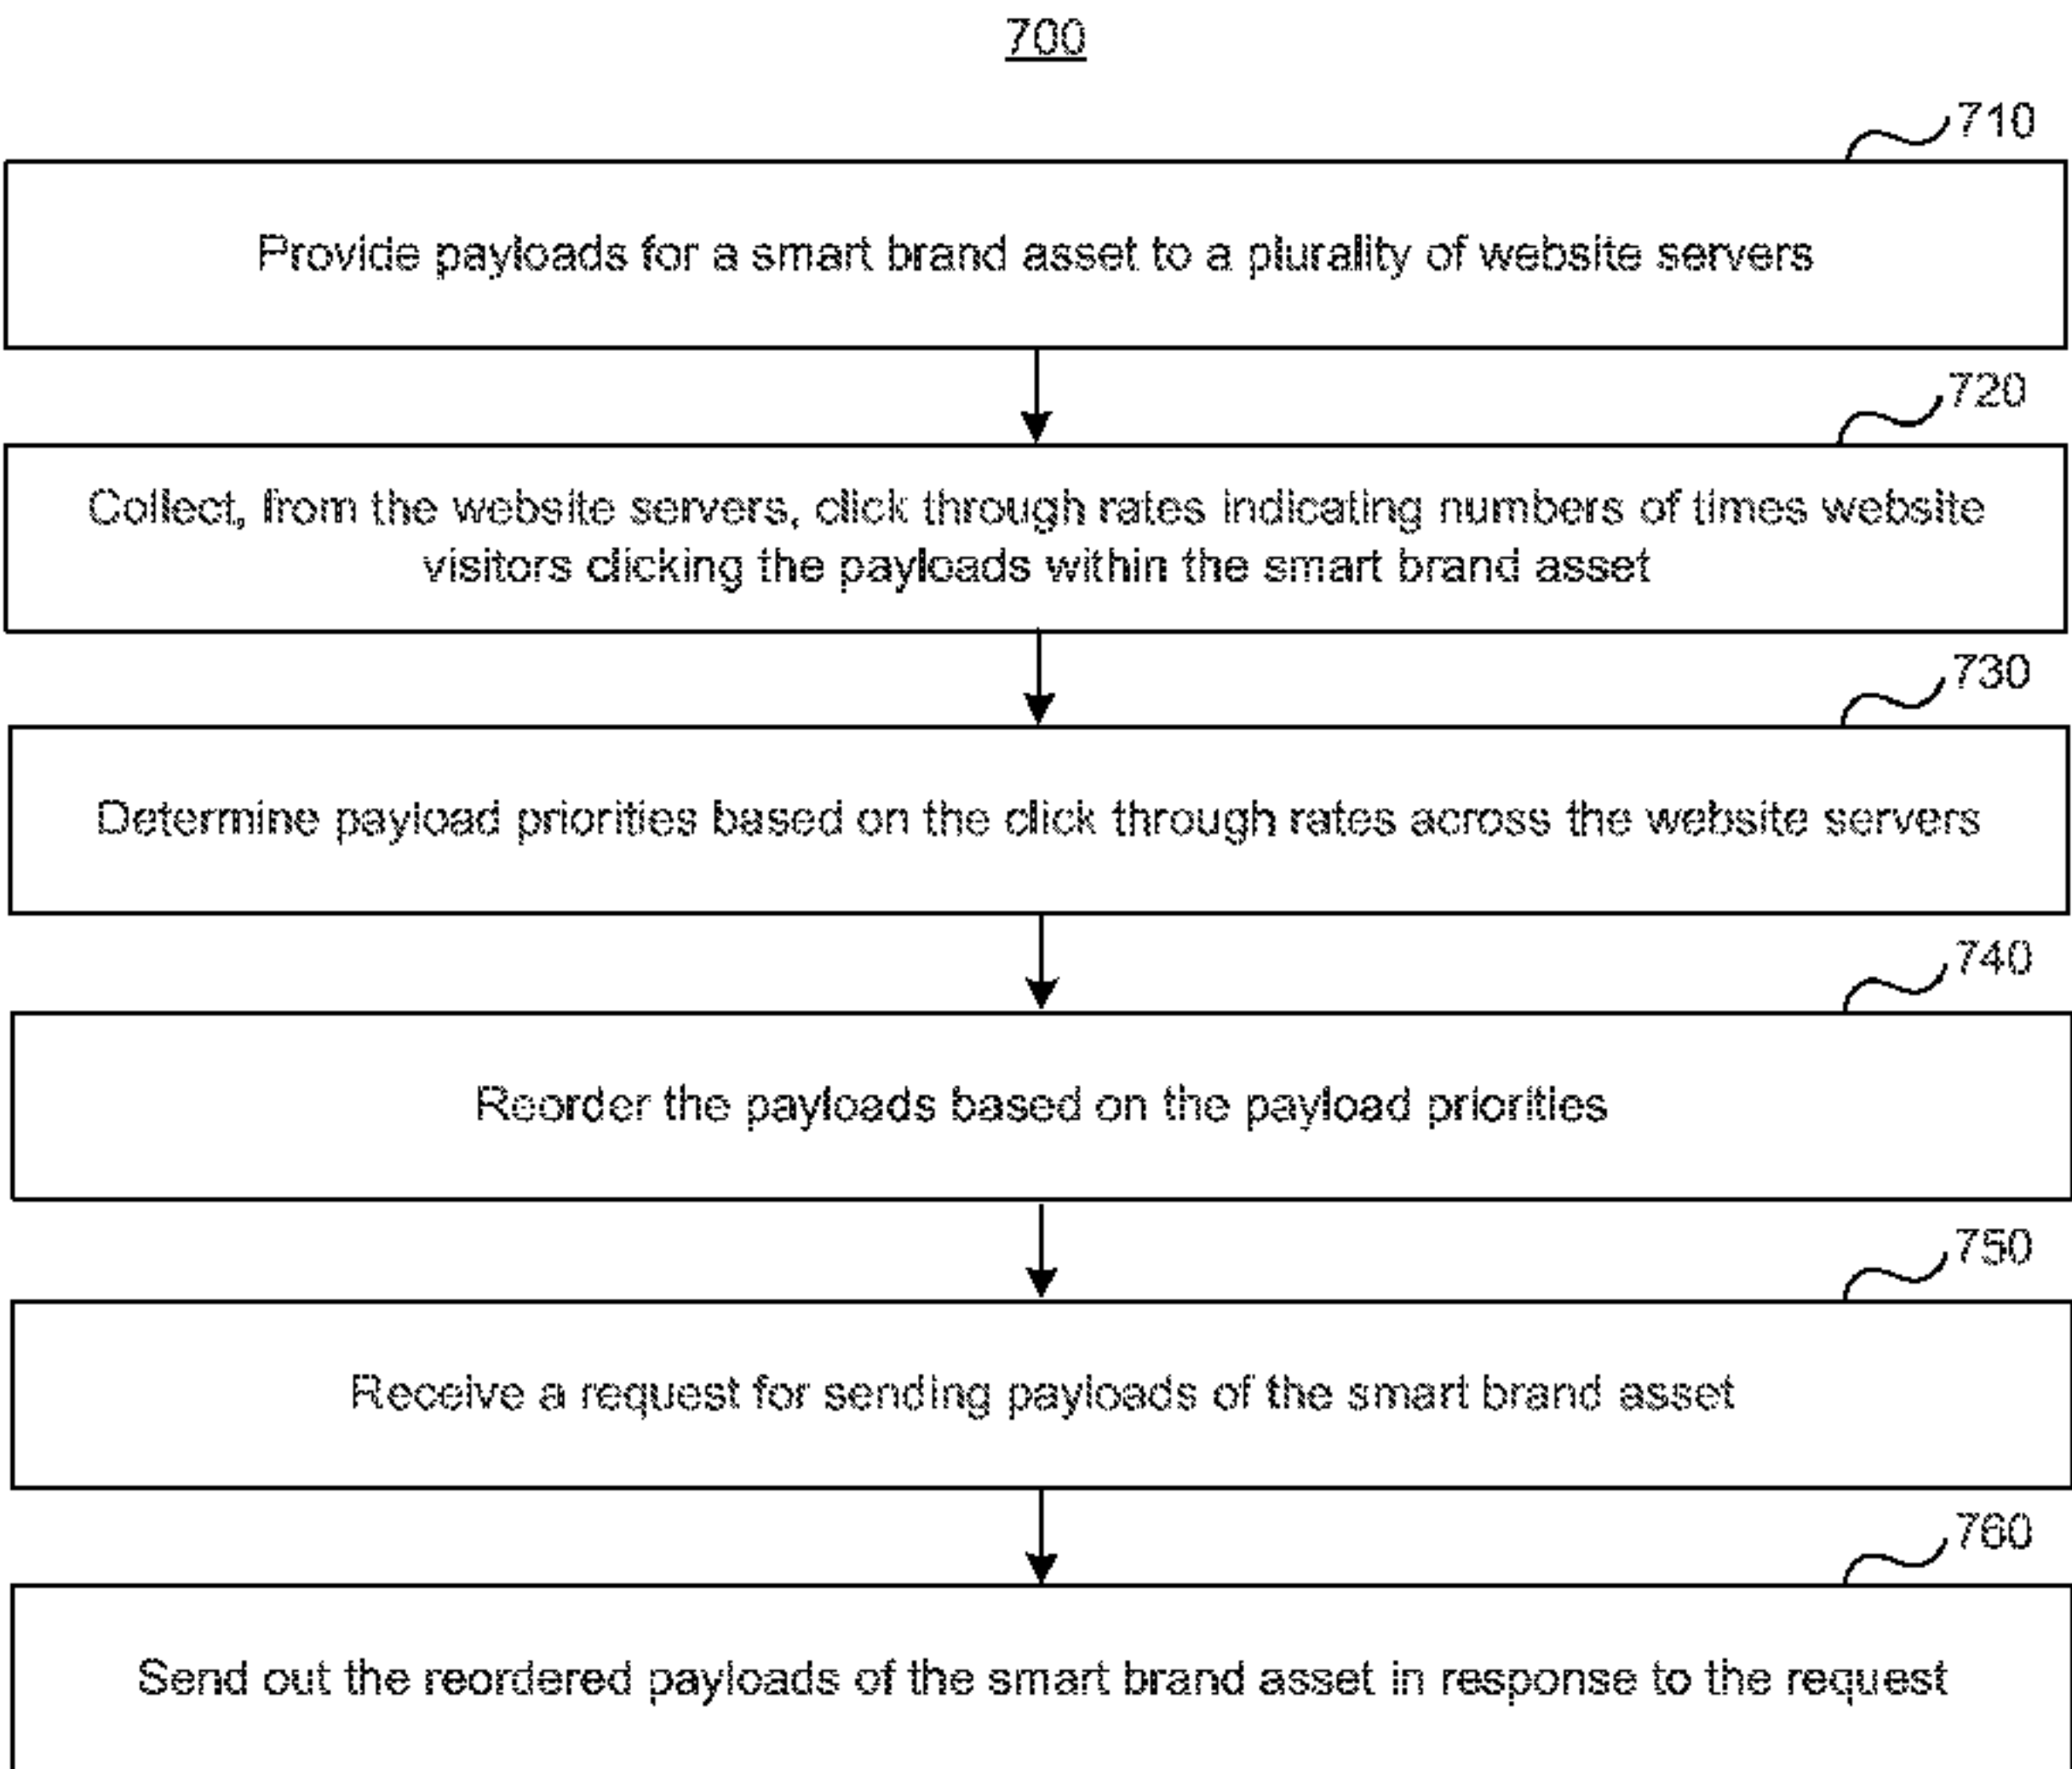 700
710
Provide payloads for a smart brand asset to a plurality of website servers
720
Collect, from the website servers, click through rates indicating numbers of times website
visitors clicking the payloads within the smart brand asset
730
Determine payload priorities based on the click through rates across the website servers
740
Reorder the payloads based on the payload priorities
750
Receive a request for sending payloads of the smart brand asset
760
Send out the reordered payloads of the smart brand asset in response to the request